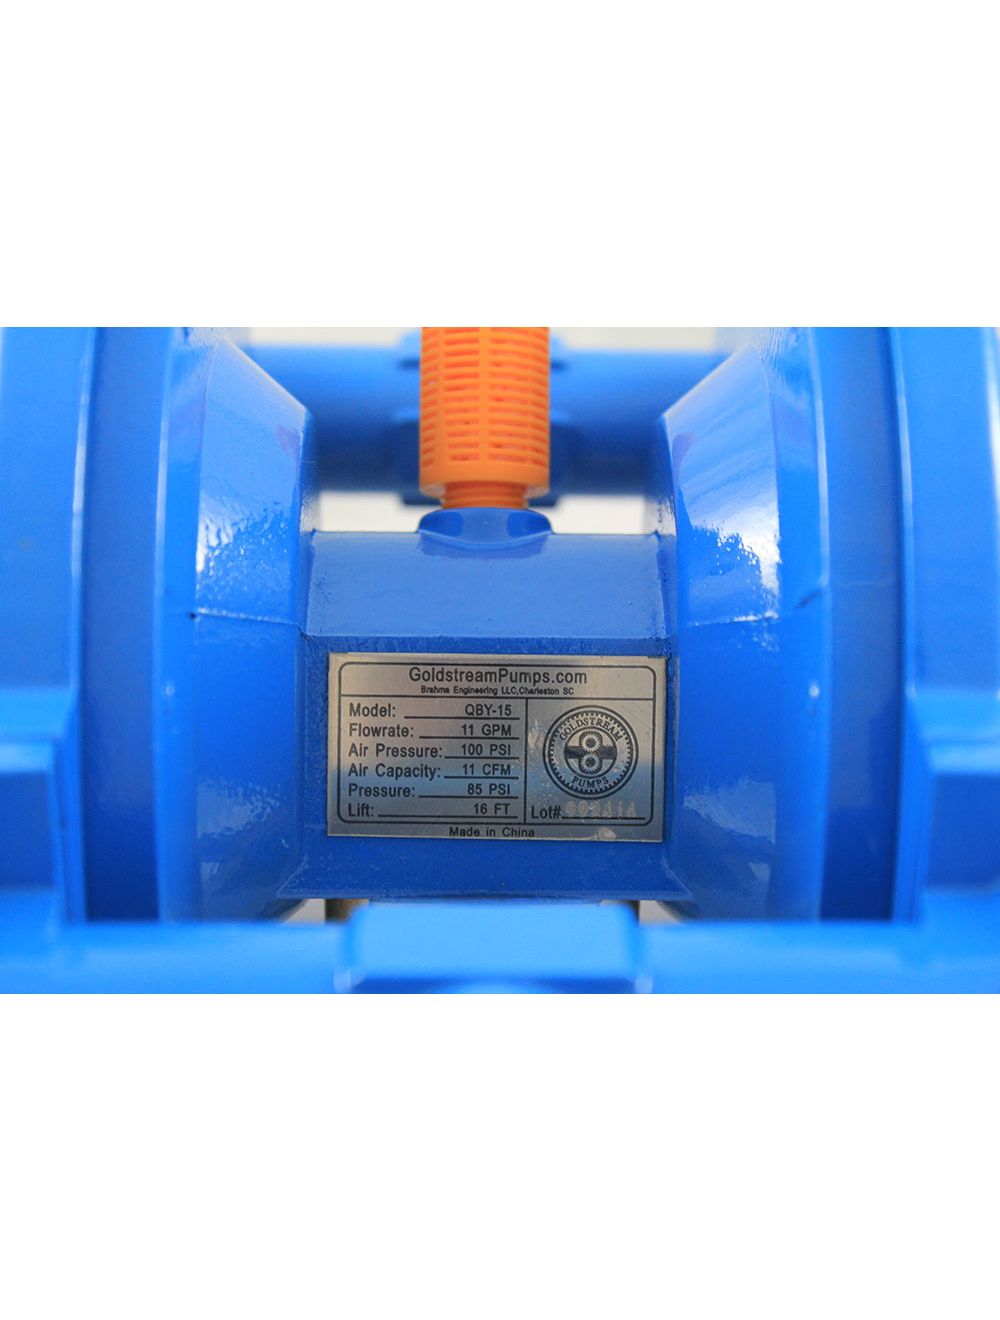 GoldstreamPumps.com
Brahma Engineering LLC,Charleston SC
Model: QBY-15
Flowrate: 11 GPM
Air Pressure: 100 PSI
Air Capacity: 11 CFM
Pressure: 85 PSI
Lift: 16 FT
GOLDSTREAM
PUMPS
Lot#
Made in China